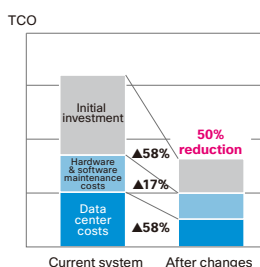 TCO
Initial
investment
50%
reduction
▲58%
Hardware
& software
maintenance
costs
▲17%
Data
center
costs
▲58%
Current system
After changes